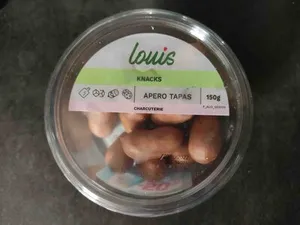 louis
KNACKS
APERO TAPAS
150g
CHARCUTERIE